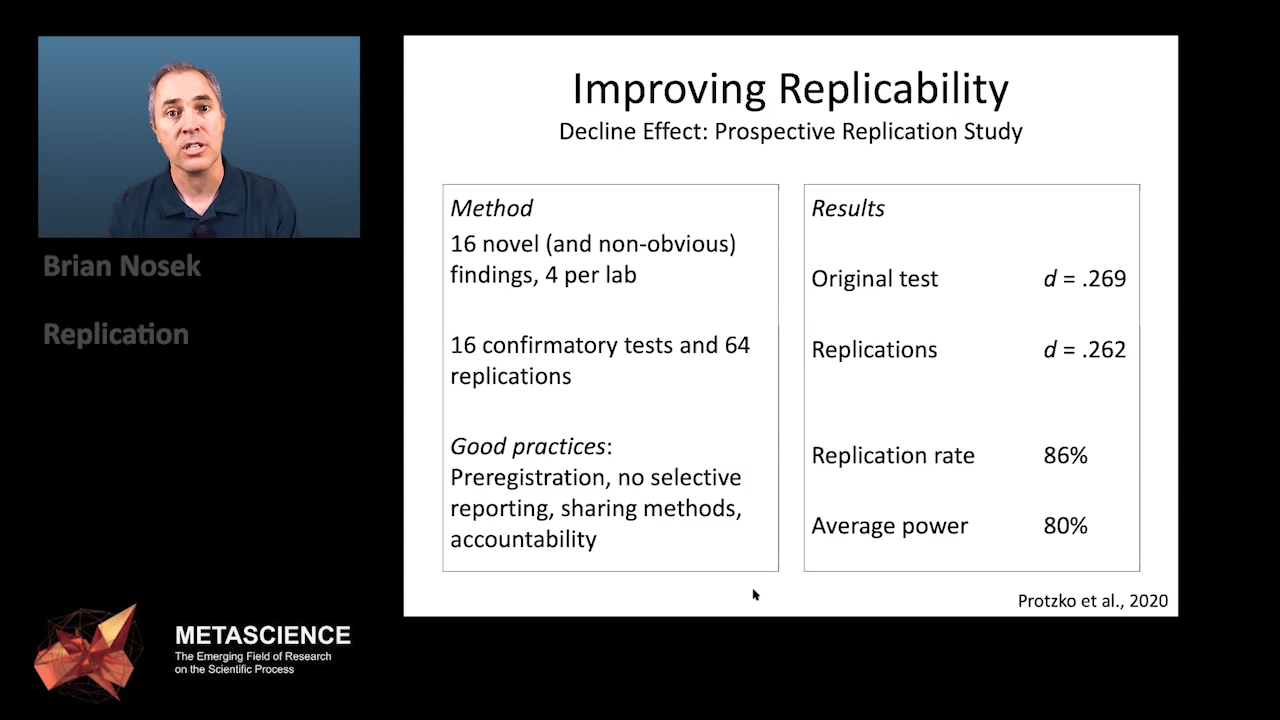 Improving Replicability
Decline Effect: Prospective Replication Study
Method
16 novel (and non-obvious)
findings, 4 per lab
16 confirmatory tests and 64
replications
Good practices:
Preregistration, no selective
reporting, sharing methods,
accountability
Results
Original test d = .269
Replications d = .262
Replication rate 86%
Average power 80%
Protzko et al., 2020
Brian Nosek
Replication
METASCIENCE
The Emerging Field of Research
on the Scientific Process